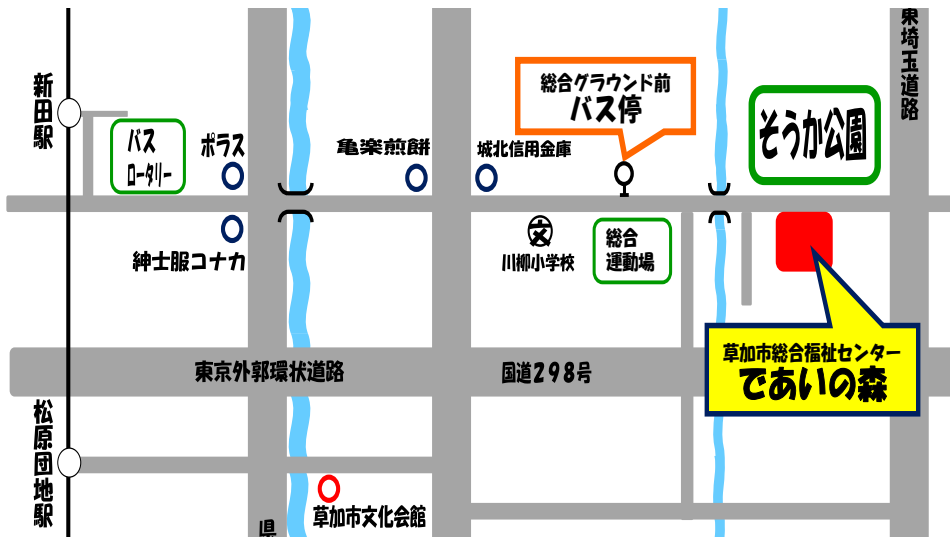 東埼玉道路
新田駅
バス
ロータリー
ポラス
亀楽煎餅
城北信用金庫
総合グラウンド前
バス停
そうか公園
紳士服コナカ
文
川柳小学校
総合
運動場
草加市総合福祉センター
であいの森
東京外郭環状道路
国道298号
松原団地駅
草加市文化会館
県